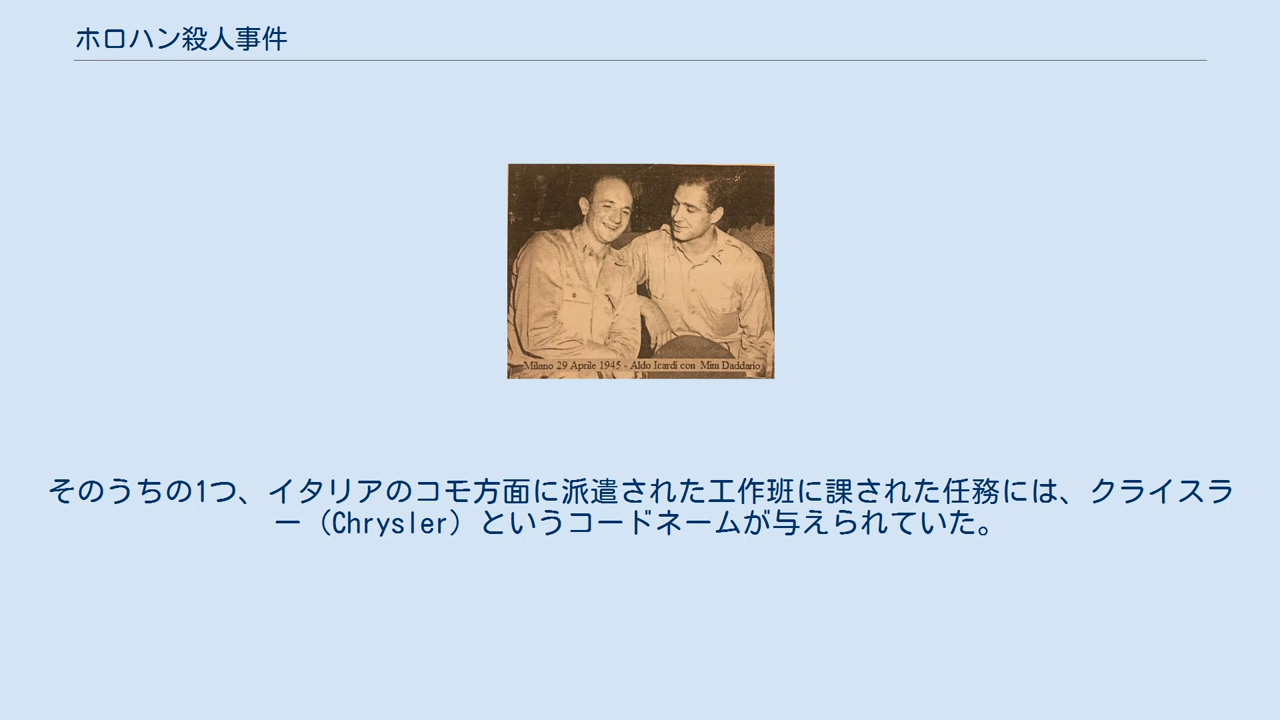 ホロハン殺人事件
Milano 29 Aprile 1945 - Aldo Icardi con Mim Daddario
そのうちの1つ、イタリアのコモ方面に派遣された工作班に課された任務には、クライスラ
ー（Chrysler）というコードネームが与えられていた。